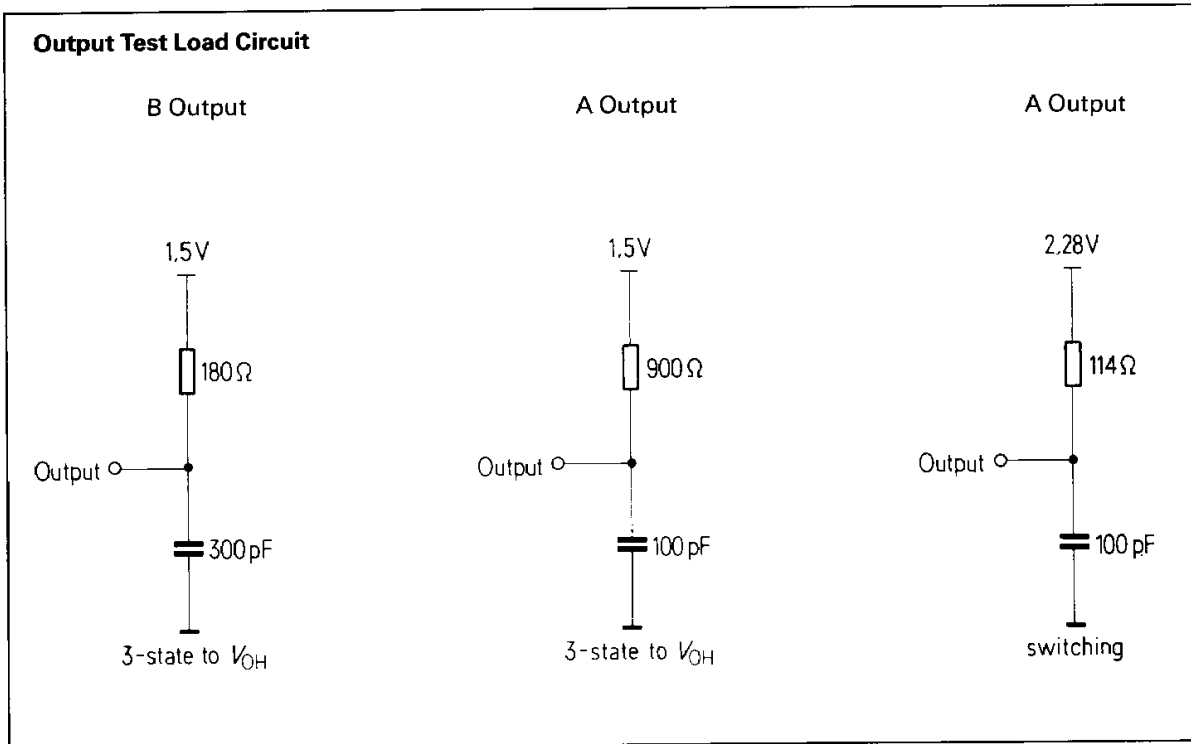 Output Test Load Circuit
B Output
A Output
A Output
1,5V
1,5V
2,28V
180Ω
900Ω
114Ω
Output
Output
Output
300pF
100pF
100pF
3-state to VOH
3-state to VOH
switching